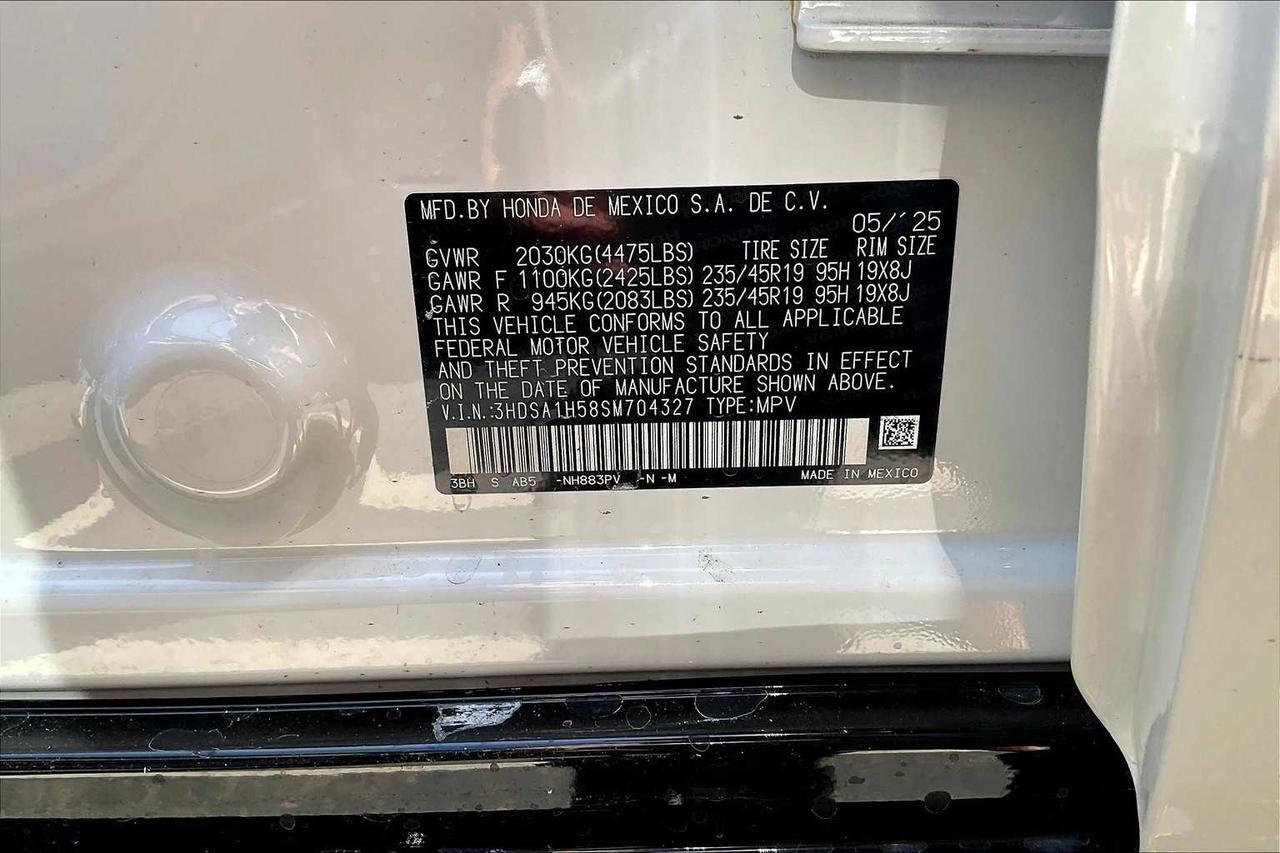 MFD.BY HONDA DE MEXICO S.A. DE C.V.
05/'25
GVWR 2030KG(4475LBS) TIRE SIZE RIM SIZE
GAWR F 1100KG(2425LBS) 235/45R19 95H 19X8J
GAWR R 945KG(2083LBS) 235/45R19 95H 19X8J
THIS VEHICLE CONFORMS TO ALL APPLICABLE
FEDERAL MOTOR VEHICLE SAFETY
AND THEFT PREVENTION STANDARDS IN EFFECT
ON THE DATE OF MANUFACTURE SHOWN ABOVE.
V.I.N.:3HDSA1H58SM704327 TYPE:MPV
3BH S AB5 -NH883PV -N -M MADE IN MEXICO